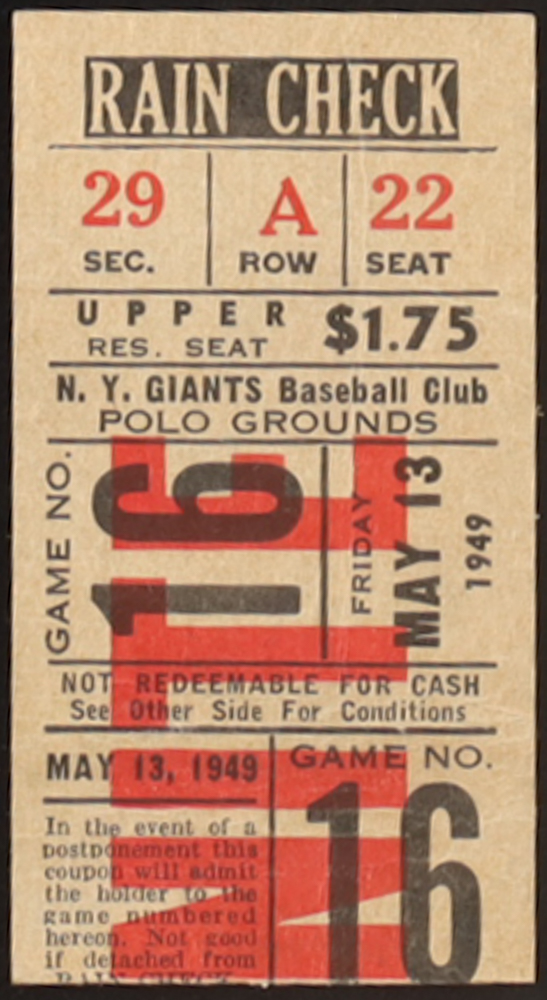 RAIN CHECK
29 A 22
SEC. ROW SEAT
UPPER $1.75
RES. SEAT
N. Y. GIANTS Baseball Club
POLO GROUNDS
GAME NO. 16
FRIDAY
MAY 13
1949
NOT REDEEMABLE FOR CASH
See Other Side For Conditions
MAY 13, 1949
GAME NO.
16
In the event of a
postponement this
coupon will admit
the holder to the
game numbered
hereon. Not good
if detached from
RAIN CHECK